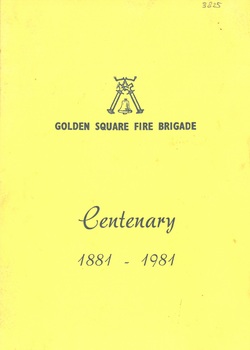 3825
GOLDEN SQUARE FIRE BRIGADE
Centenary
1881 - 1981